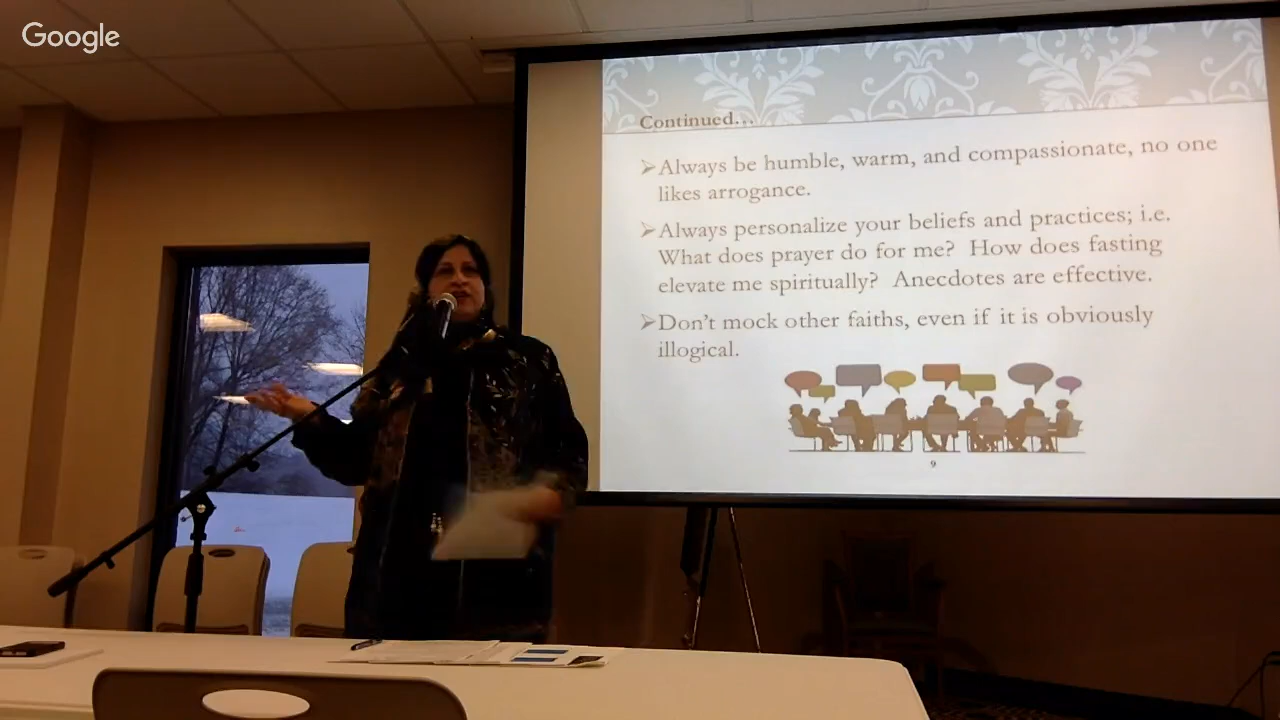 Google
Continued...
➢Always be humble, warm, and compassionate, no one
likes arrogance.
➢Always personalize your beliefs and practices; i.e.
What does prayer do for me? How does fasting
elevate me spiritually? Anecdotes are effective.
➢Don't mock other faiths, even if it is obviously
illogical.
9